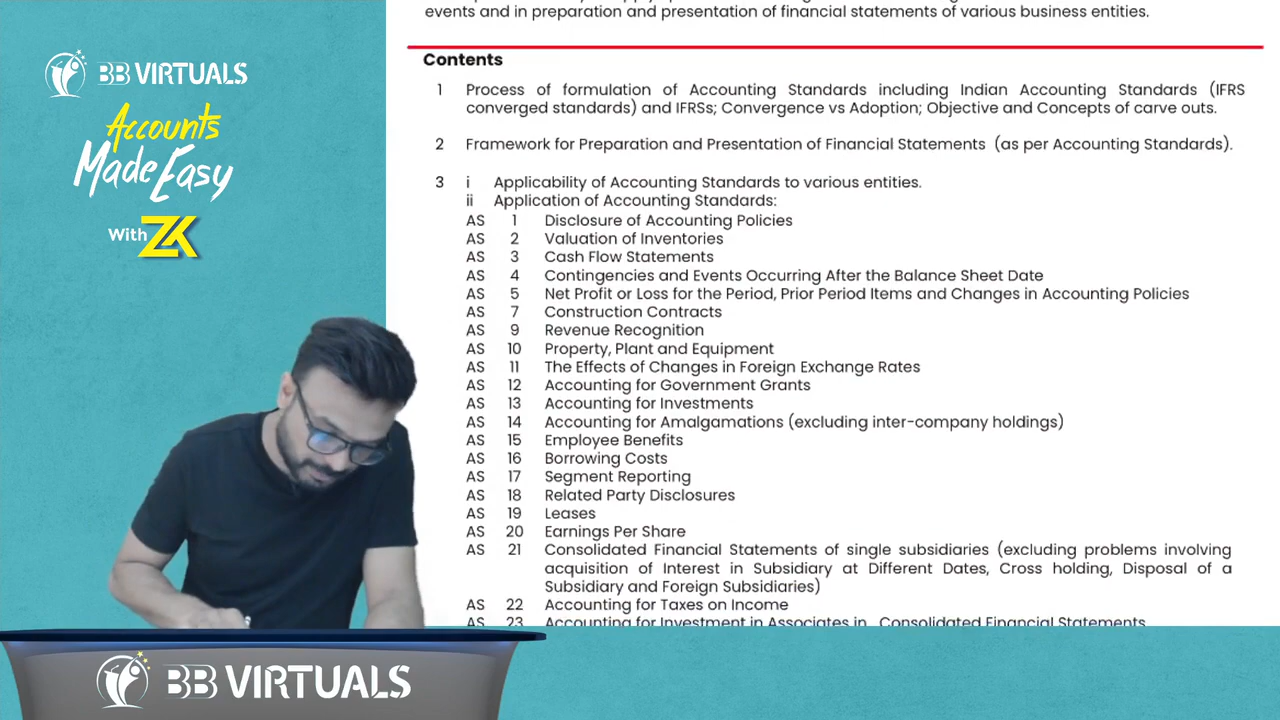 BB VIRTUALS
Accounts
Made Easy
With ZK
events and in preparation and presentation of financial statements of various business entities.
Contents
1 Process of formulation of Accounting Standards including Indian Accounting Standards (IFRS
converged standards) and IFRSs; Convergence vs Adoption; Objective and Concepts of carve outs.
2 Framework for Preparation and Presentation of Financial Statements (as per Accounting Standards).
3 i Applicability of Accounting Standards to various entities.
ii Application of Accounting Standards:
AS 1 Disclosure of Accounting Policies
AS 2 Valuation of Inventories
AS 3 Cash Flow Statements
AS 4 Contingencies and Events Occurring After the Balance Sheet Date
AS 5 Net Profit or Loss for the Period, Prior Period Items and Changes in Accounting Policies
AS 7 Construction Contracts
AS 9 Revenue Recognition
AS 10 Property, Plant and Equipment
AS 11 The Effects of Changes in Foreign Exchange Rates
AS 12 Accounting for Government Grants
AS 13 Accounting for Investments
AS 14 Accounting for Amalgamations (excluding inter-company holdings)
AS 15 Employee Benefits
AS 16 Borrowing Costs
AS 17 Segment Reporting
AS 18 Related Party Disclosures
AS 19 Leases
AS 20 Earnings Per Share
AS 21 Consolidated Financial Statements of single subsidiaries (excluding problems involving
acquisition of Interest in Subsidiary at Different Dates, Cross holding, Disposal of a
Subsidiary and Foreign Subsidiaries)
AS 22 Accounting for Taxes on Income
AS 23 Accounting for Investment in Associates in Consolidated Financial Statements
BB VIRTUALS